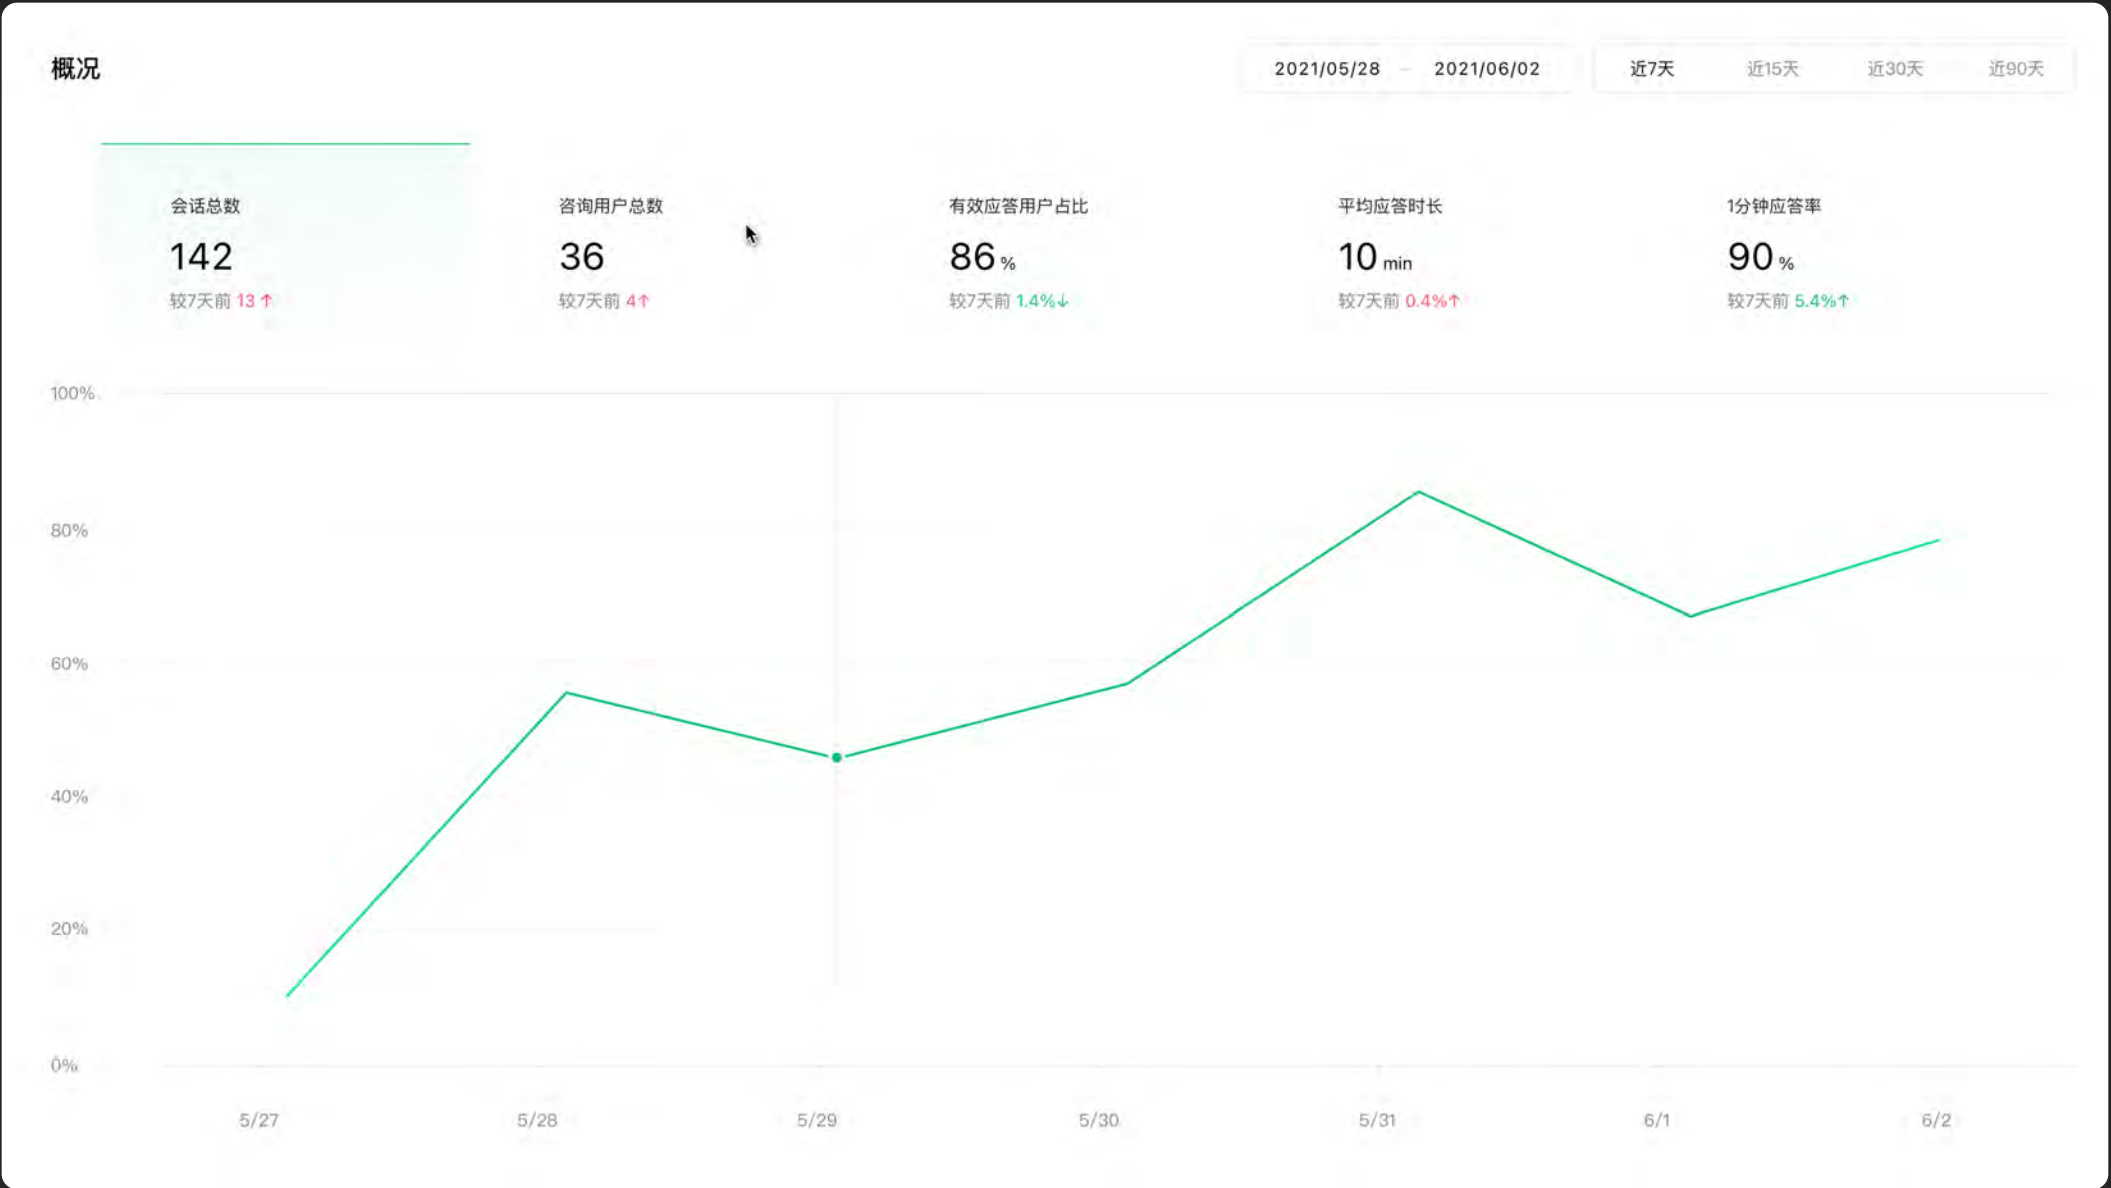 概况
2021/05/28 – 2021/06/02
近7天 近15天 近30天 近90天
会话总数
142
较7天前 13 ↑
咨询用户总数
36
较7天前 4↑
有效应答用户占比
86 %
较7天前 1.4%↓
平均应答时长
10 min
较7天前 0.4%↑
1分钟应答率
90 %
较7天前 5.4%↑
100%
80%
60%
40%
20%
0%
5/27 5/28 5/29 5/30 5/31 6/1 6/2